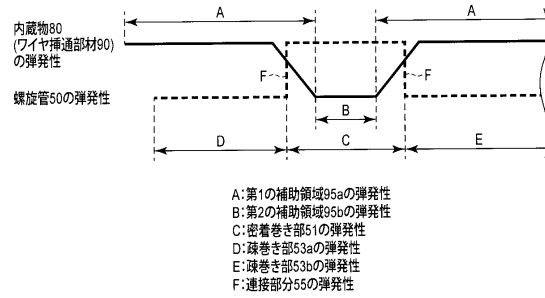 A
A
内蔵物80
(ワイヤ挿通部材90)
の弾発性
F
F
螺旋管50の弾発性
B
D
C
E
A:第1の補助領域95aの弾発性
B:第2の補助領域95bの弾発性
C:密着巻き部51の弾発性
D:疎巻き部53aの弾発性
E:疎巻き部53bの弾発性
F:連接部分55の弾発性